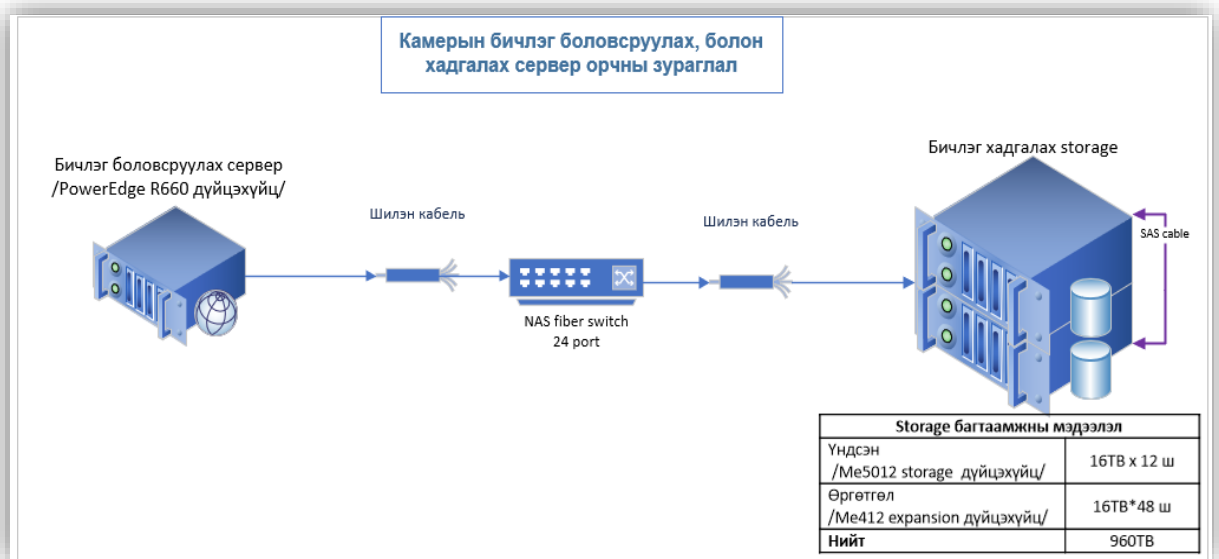 Камерын бичлэг боловсруулах, болон
хадгалах сервер орчны зураглал
Бичлэг боловсруулах сервер
/PowerEdge R660 дүйцэхүйц/
Шилэн кабель
NAS fiber switch
24 port
Шилэн кабель
Бичлэг хадгалах storage
SAS cable
Storage багтаамжны мэдээлэл
Үндсэн
/Me5012 storage дүйцэхүйц/
16TB x 12 ш
Өргөтгөл
/Me412 expansion дүйцэхүйц/
16TB*48 ш
Нийт
960TB